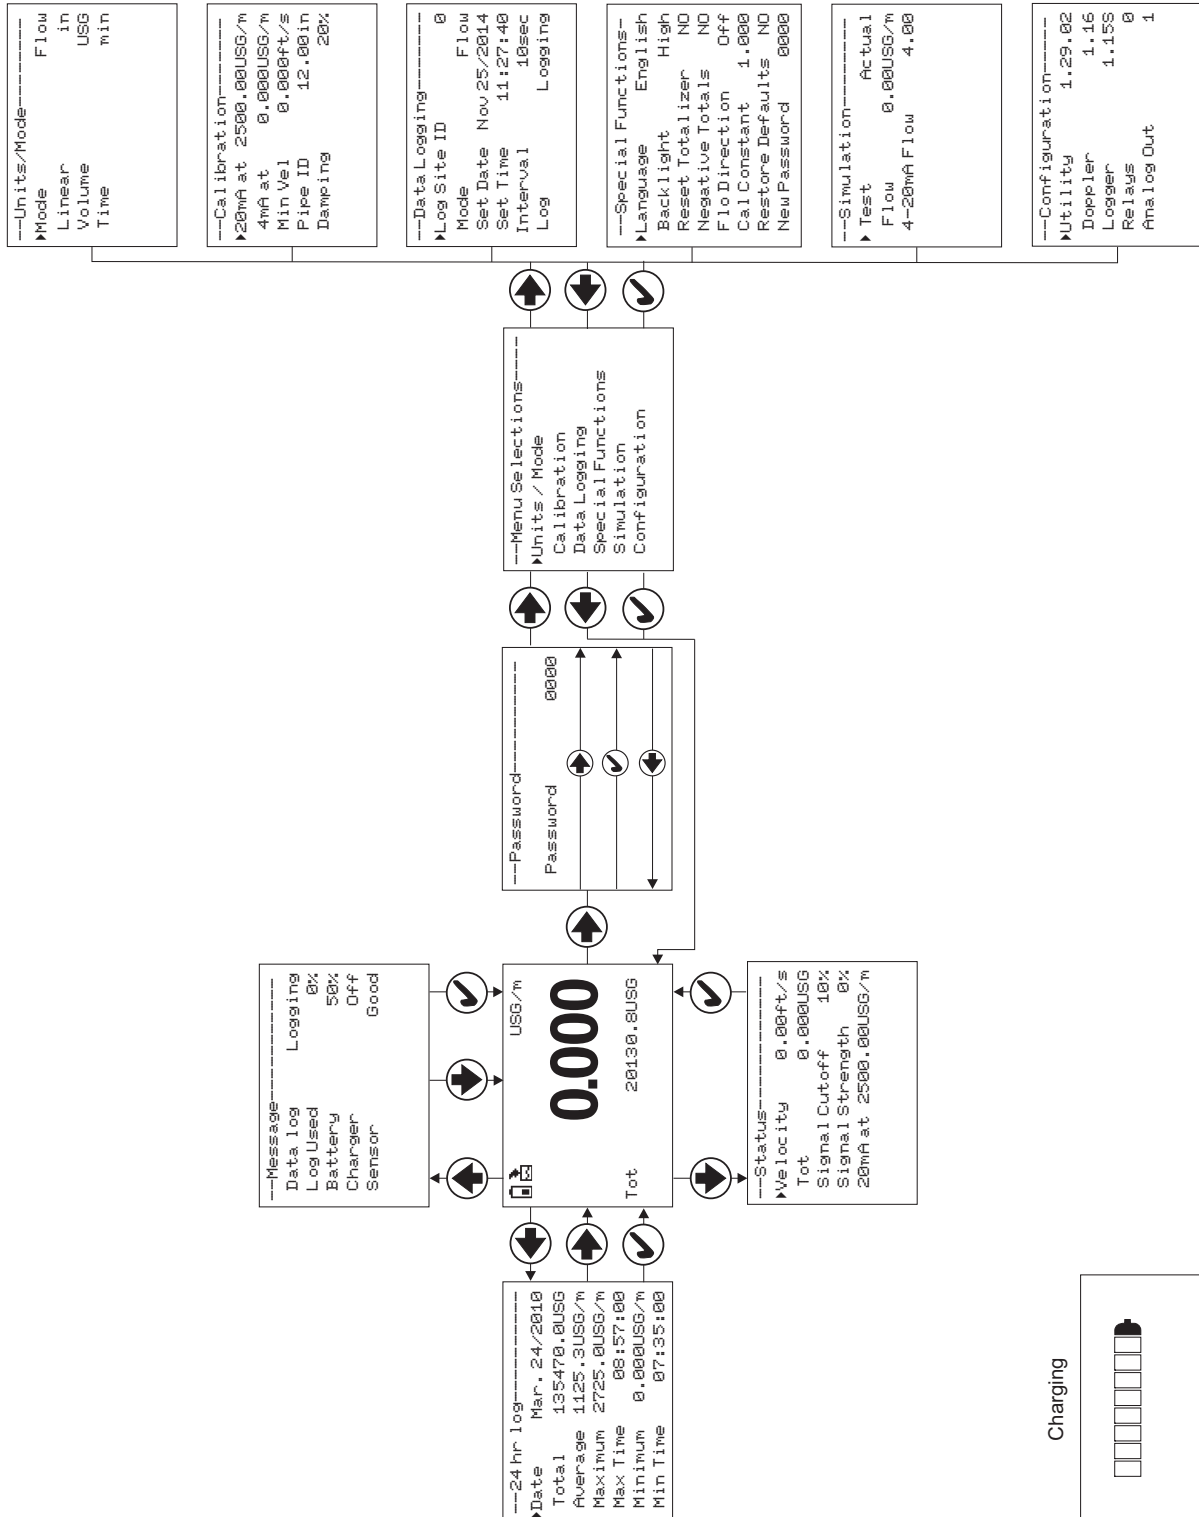 --Units/Mode-----------
▶Mode Flow
Linear in
Volume USG
Time min
--Calibration--------
▶20mA at 2500.00USG/m
4mA at 0.000USG/m
Min Vel 0.000ft/s
Pipe ID 12.00in
Damping 20%
--Data Logging-------
▶Log Site ID 0
Mode Flow
Set Date Nov 25/2014
Set Time 11:27:40
Interval 10sec
Log Logging
--Special Functions-
▶Language English
Backlight High
Reset Totalizer NO
Negative Totals NO
Flo Direction Off
Cal Constant 1.000
Restore Defaults NO
New Password 0000
--Simulation---------
▶Test Actual
Flow 0.00USG/m
4-20mA Flow 4.00
--Configuration------
▶Utility 1.29.02
Doppler 1.16
Logger 1.15S
Relays 0
Analog Out 1
--Menu Selections-----
▶Units / Mode
Calibration
Data Logging
Special Functions
Simulation
Configuration
--Password-----------
Password 0000
--Message------------
Data log Logging
Log Used 0%
Battery 50%
Charger Off
Sensor Good
USG/m
0.000
Tot 20130.8USG
--Status-------------
▶Velocity 0.00ft/s
Tot 0.000USG
Signal Cutoff 10%
Signal Strength 0%
20mA at 2500.00USG/m
--24 hr log----------
▶Date Mar. 24/2010
Total 135470.0USG
Average 1125.3USG/m
Maximum 2725.0USG/m
Max Time 08:57:00
Minimum 0.000USG/m
Min Time 07:35:00
Charging